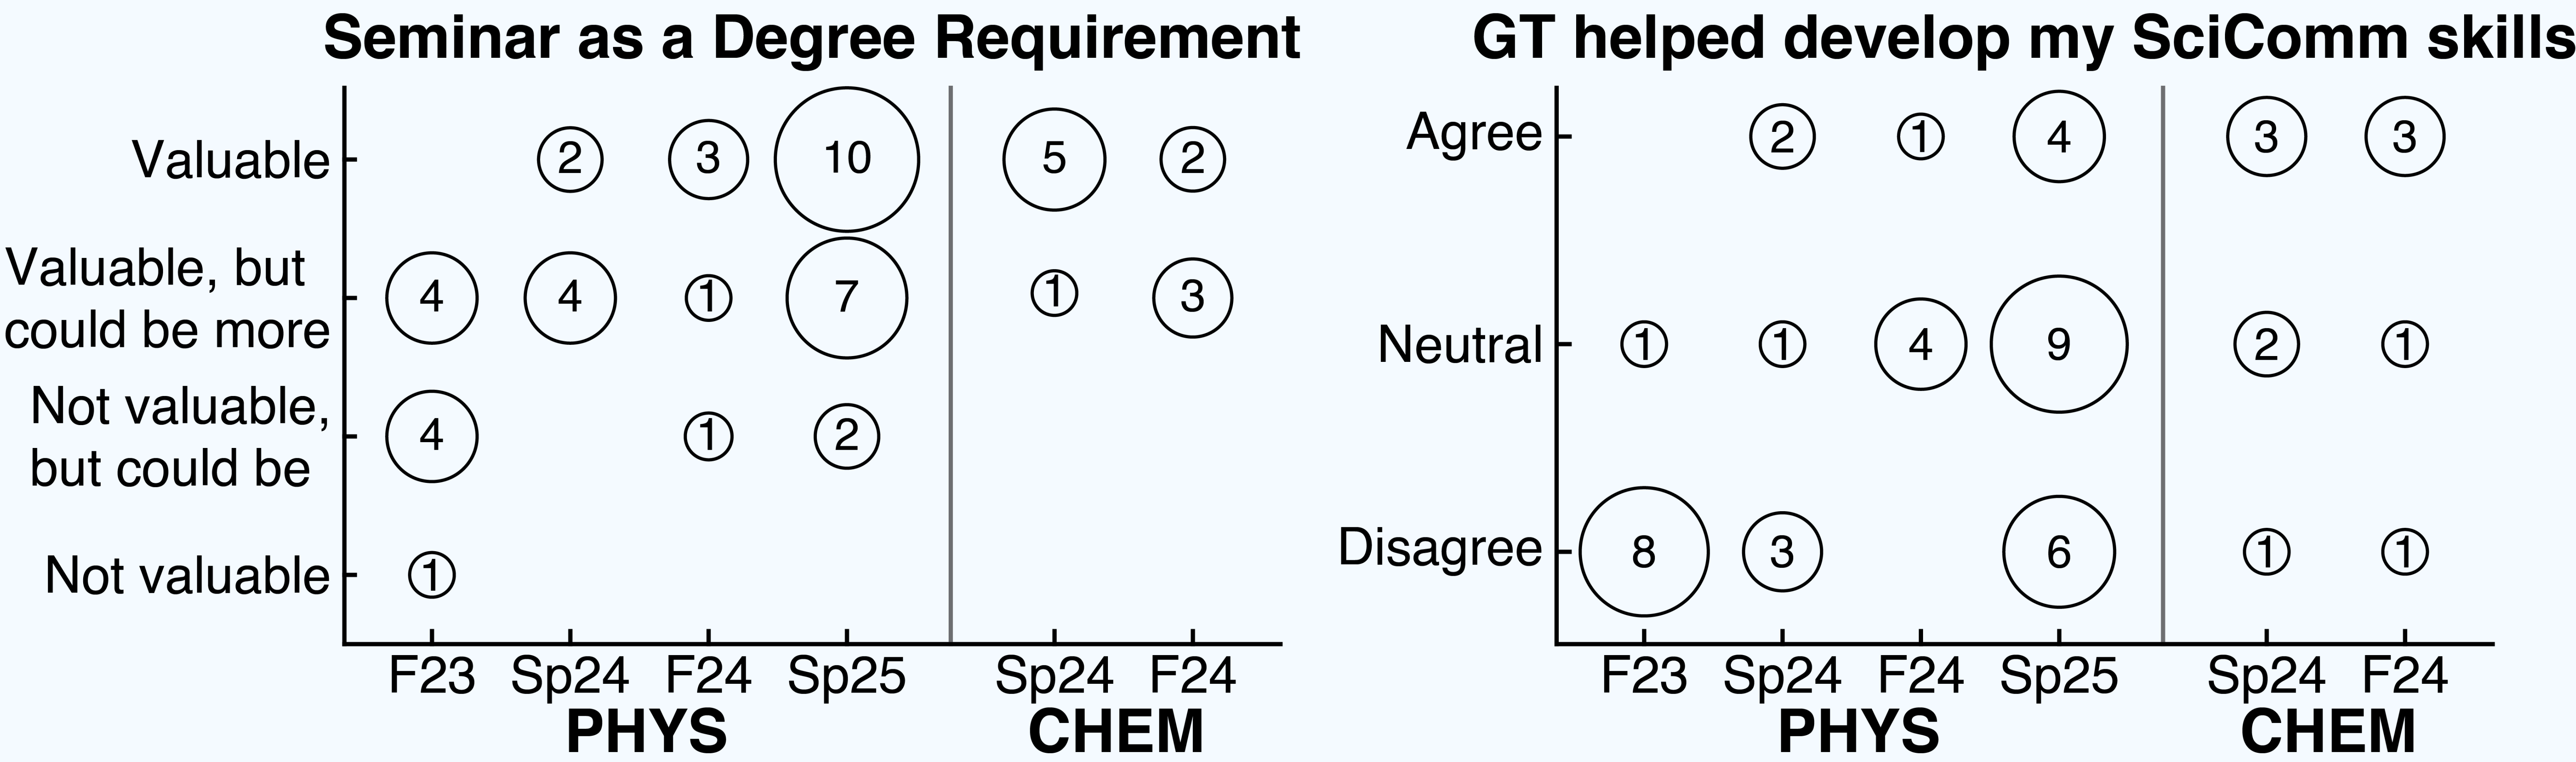 Seminar as a Degree Requirement
Valuable
2
3
10
5
2
Valuable, but
could be more
4
4
1
7
1
3
Not valuable,
but could be
4
1
2
Not valuable
1
F23 Sp24 F24 Sp25 Sp24 F24
PHYS CHEM
GT helped develop my SciComm skills
Agree
2
1
4
3
3
Neutral
1
1
4
9
2
1
Disagree
8
3
6
1
1
F23 Sp24 F24 Sp25 Sp24 F24
PHYS CHEM